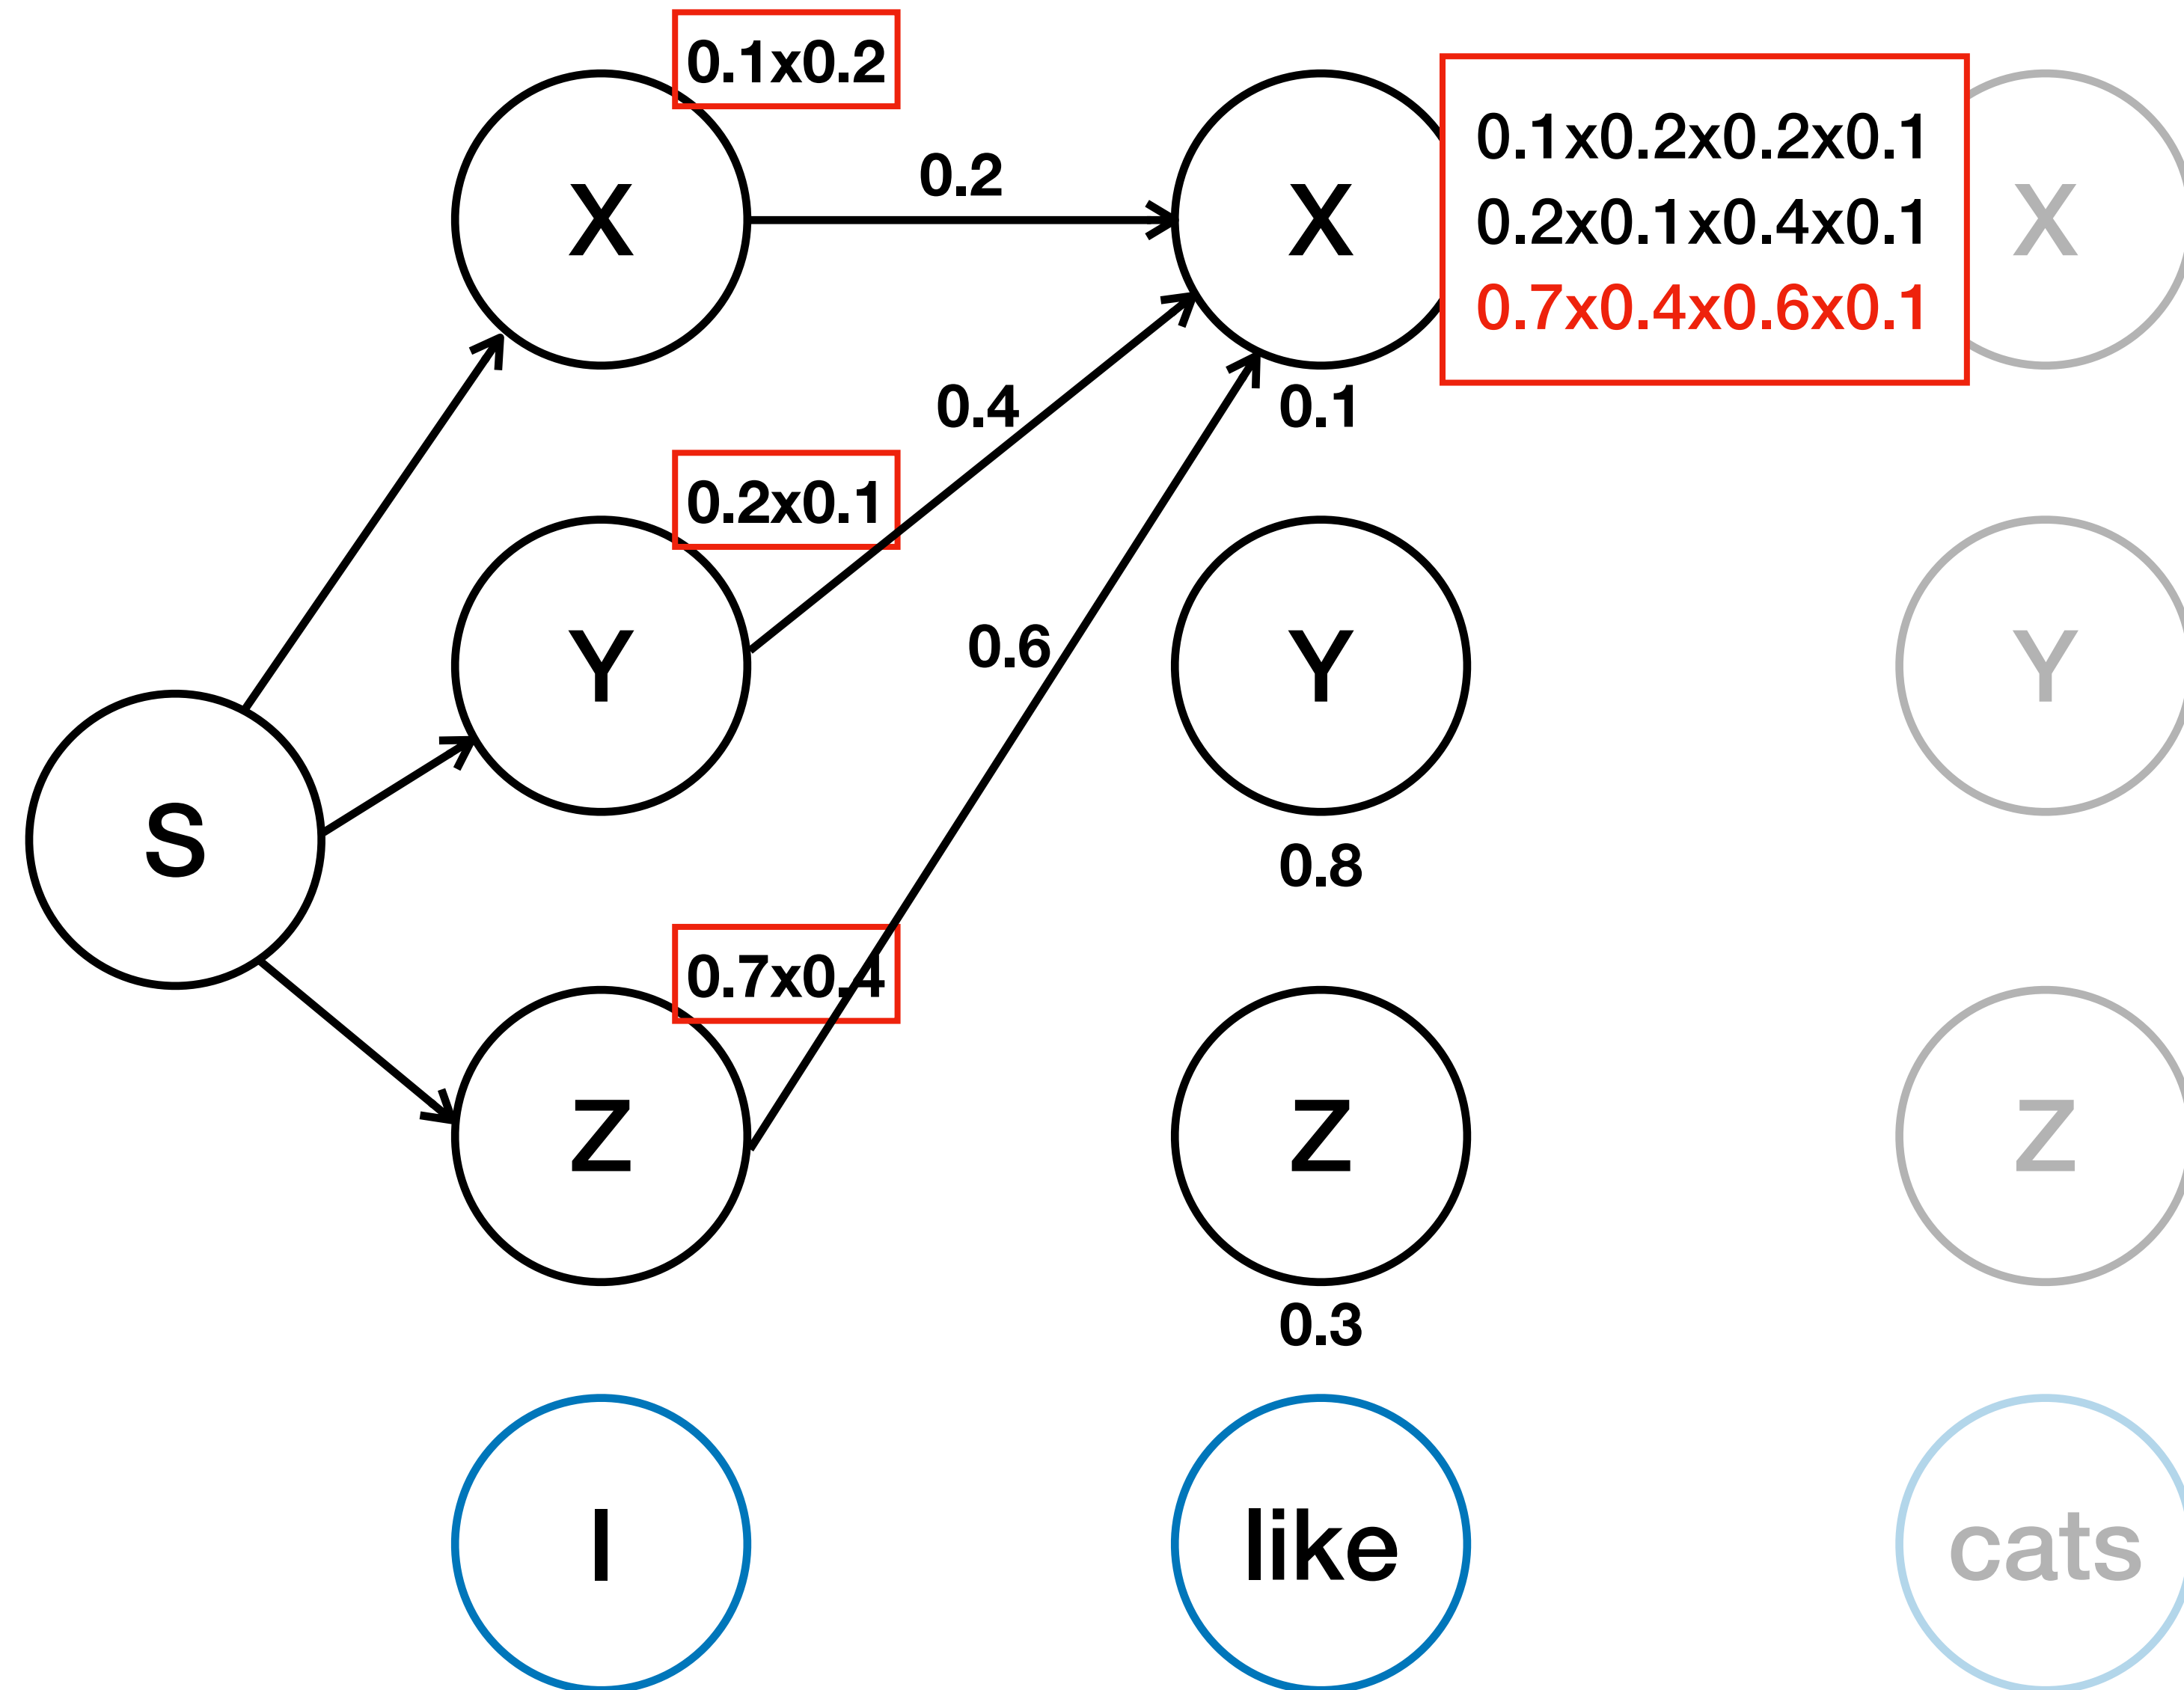 0.1x0.2
X
0.2
X
0.1x0.2x0.2x0.1
0.2x0.1x0.4x0.1
0.7x0.4x0.6x0.1
X
0.4
0.1
0.2x0.1
Y
0.6
Y
Y
S
0.8
0.7x0.4
Z
Z
Z
0.3
I
like
cats